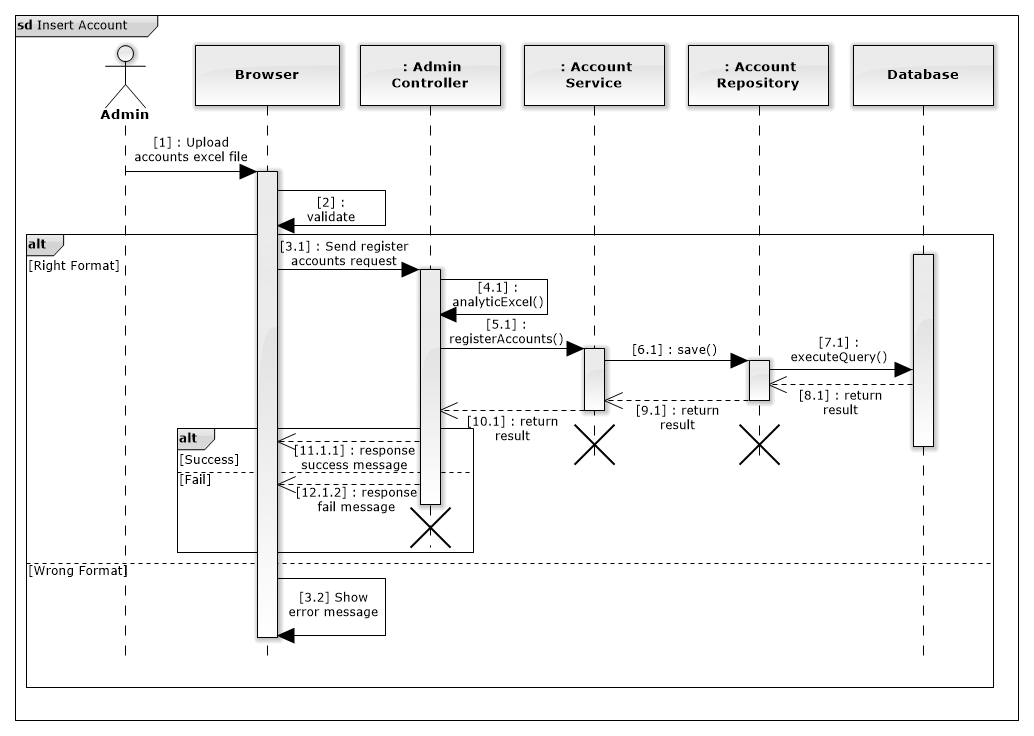 sd Insert Account
Admin
Browser
: Admin
Controller
: Account
Service
: Account
Repository
Database
[1] : Upload
accounts excel file
[2] :
validate
alt
[Right Format]
[3.1] : Send register
accounts request
[4.1] :
analyticExcel()
[5.1] :
registerAccounts()
[6.1] : save()
[7.1] :
executeQuery()
[8.1] : return
result
[9.1] : return
result
[10.1] : return
result
alt
[Success]
[11.1.1] : response
success message
[Fail]
[12.1.2] : response
fail message
[Wrong Format]
[3.2] Show
error message